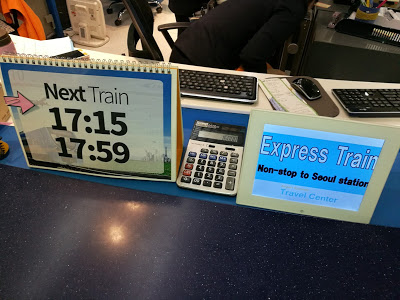 Next Train
17:15
17:59
Express Train
Non-stop to Seoul station
Travel Center